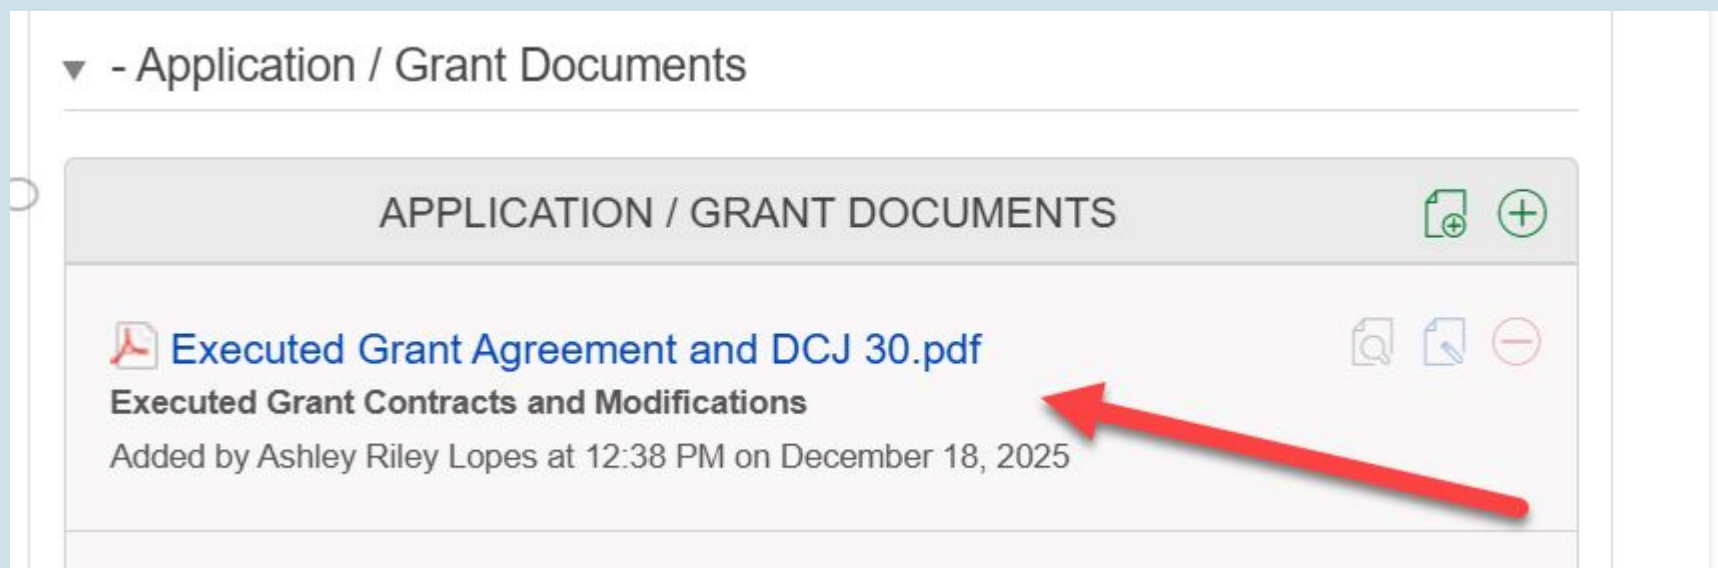 - Application / Grant Documents
APPLICATION / GRANT DOCUMENTS
Executed Grant Agreement and DCJ 30.pdf
Executed Grant Contracts and Modifications
Added by Ashley Riley Lopes at 12:38 PM on December 18, 2025